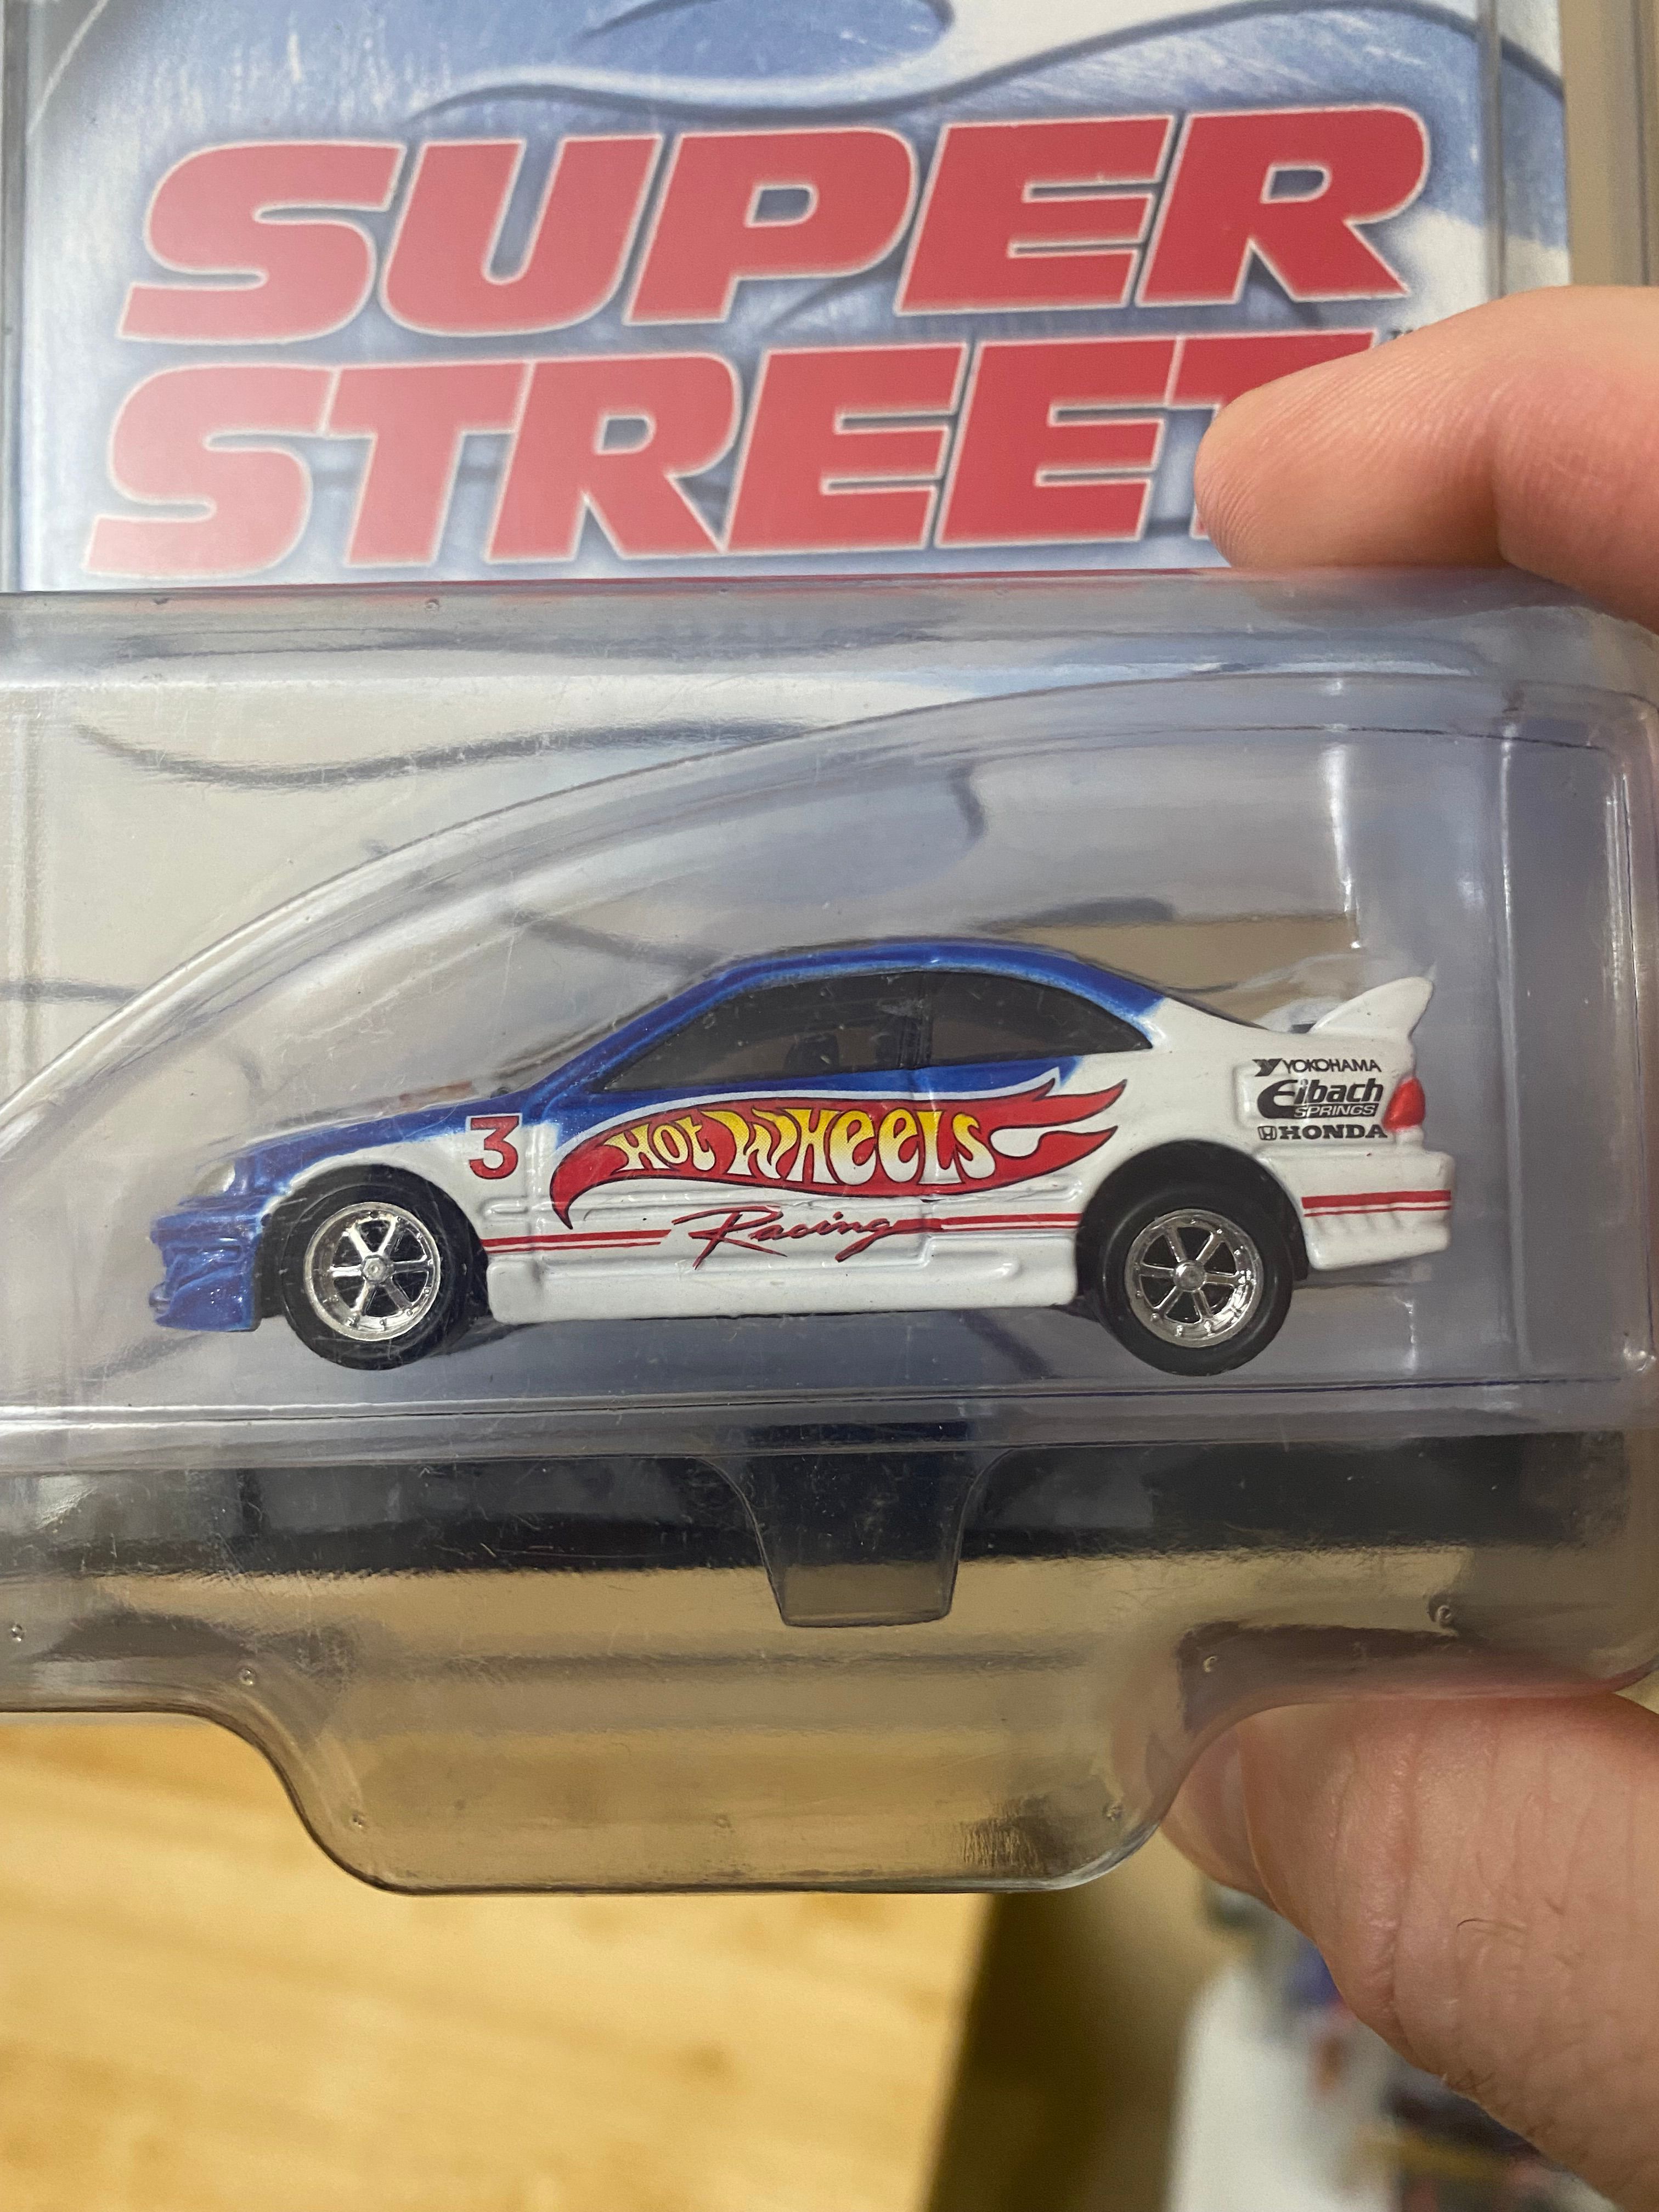 SUPER
STREET
3
HOT WHEELS
Racing
YOKOHAMA
Eibach
SPRINGS
HONDA